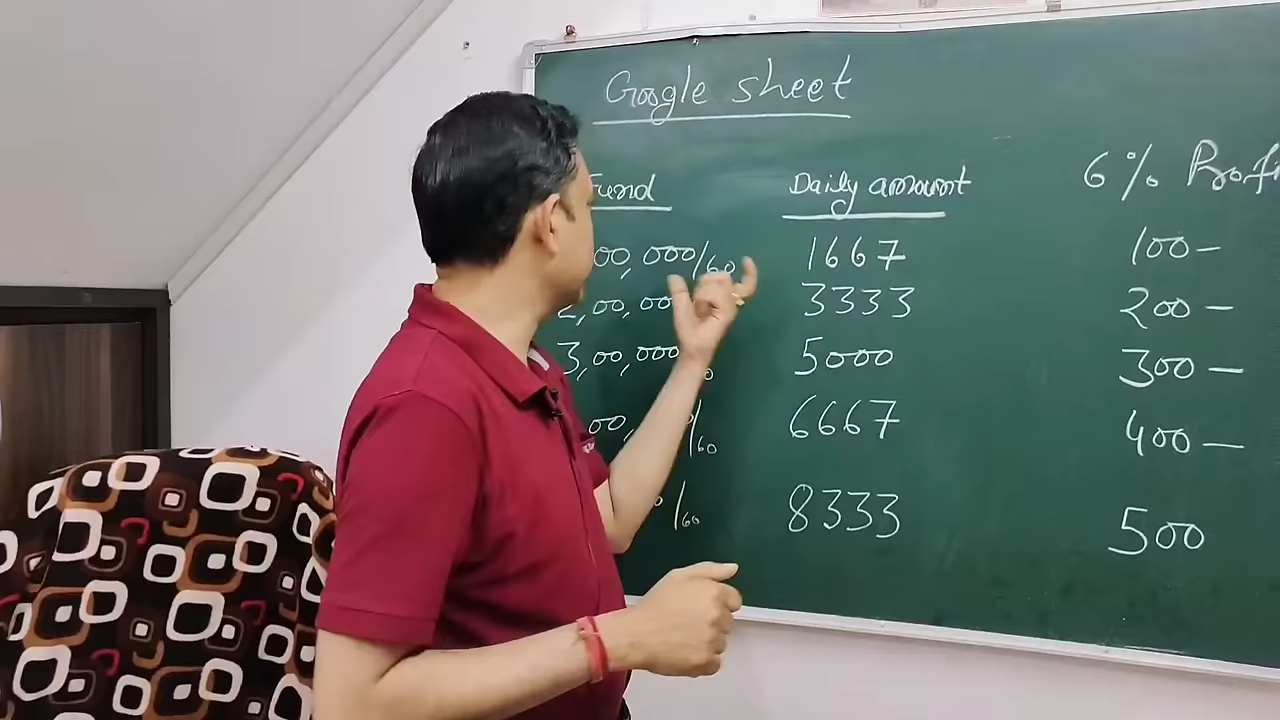 Google sheet
Fund Daily amount 6% Profi
00,000/60 1667 100-
2,00,00 3333 200-
3,00,000 5000 300-
00, /60 6667 400-
/60 8333 500